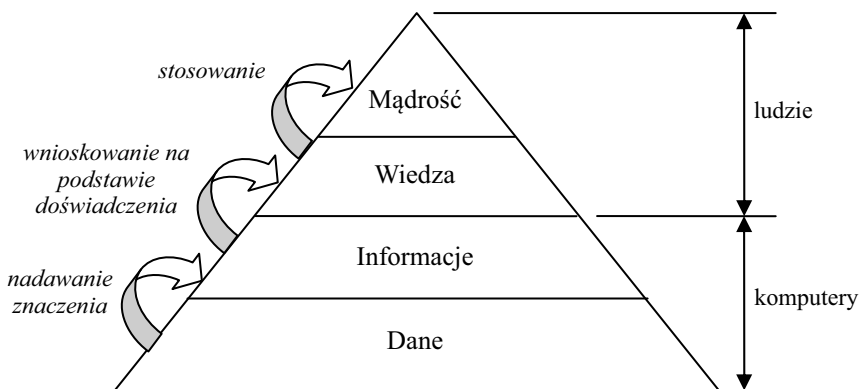 stosowanie
Mądrość
ludzie
wnioskowanie na
podstawie
doświadczenia
Wiedza
Informacje
nadawanie
znaczenia
komputery
Dane